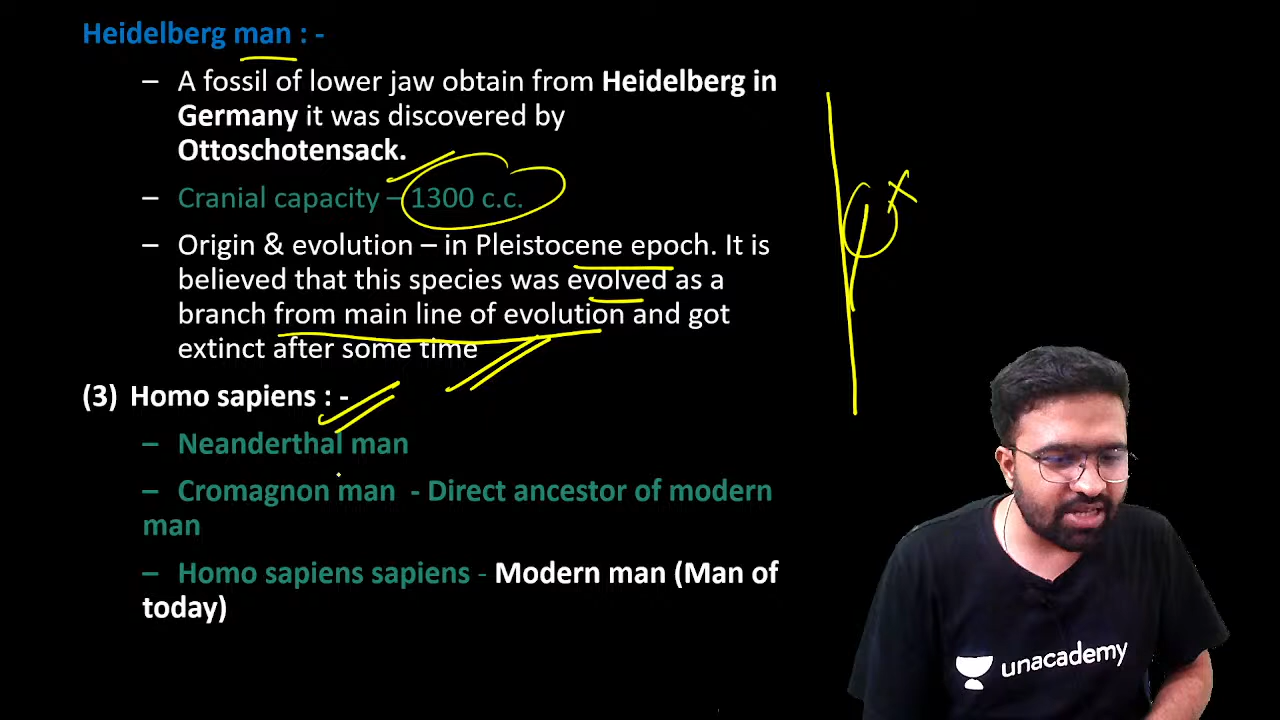 Heidelberg man : -
– A fossil of lower jaw obtain from Heidelberg in
Germany it was discovered by
Ottoschotensack.
– Cranial capacity – 1300 c.c.
– Origin & evolution – in Pleistocene epoch. It is
believed that this species was evolved as a
branch from main line of evolution and got
extinct after some time
(3) Homo sapiens : -
– Neanderthal man
– Cromagnon man - Direct ancestor of modern
man
– Homo sapiens sapiens - Modern man (Man of
today)
unacademy